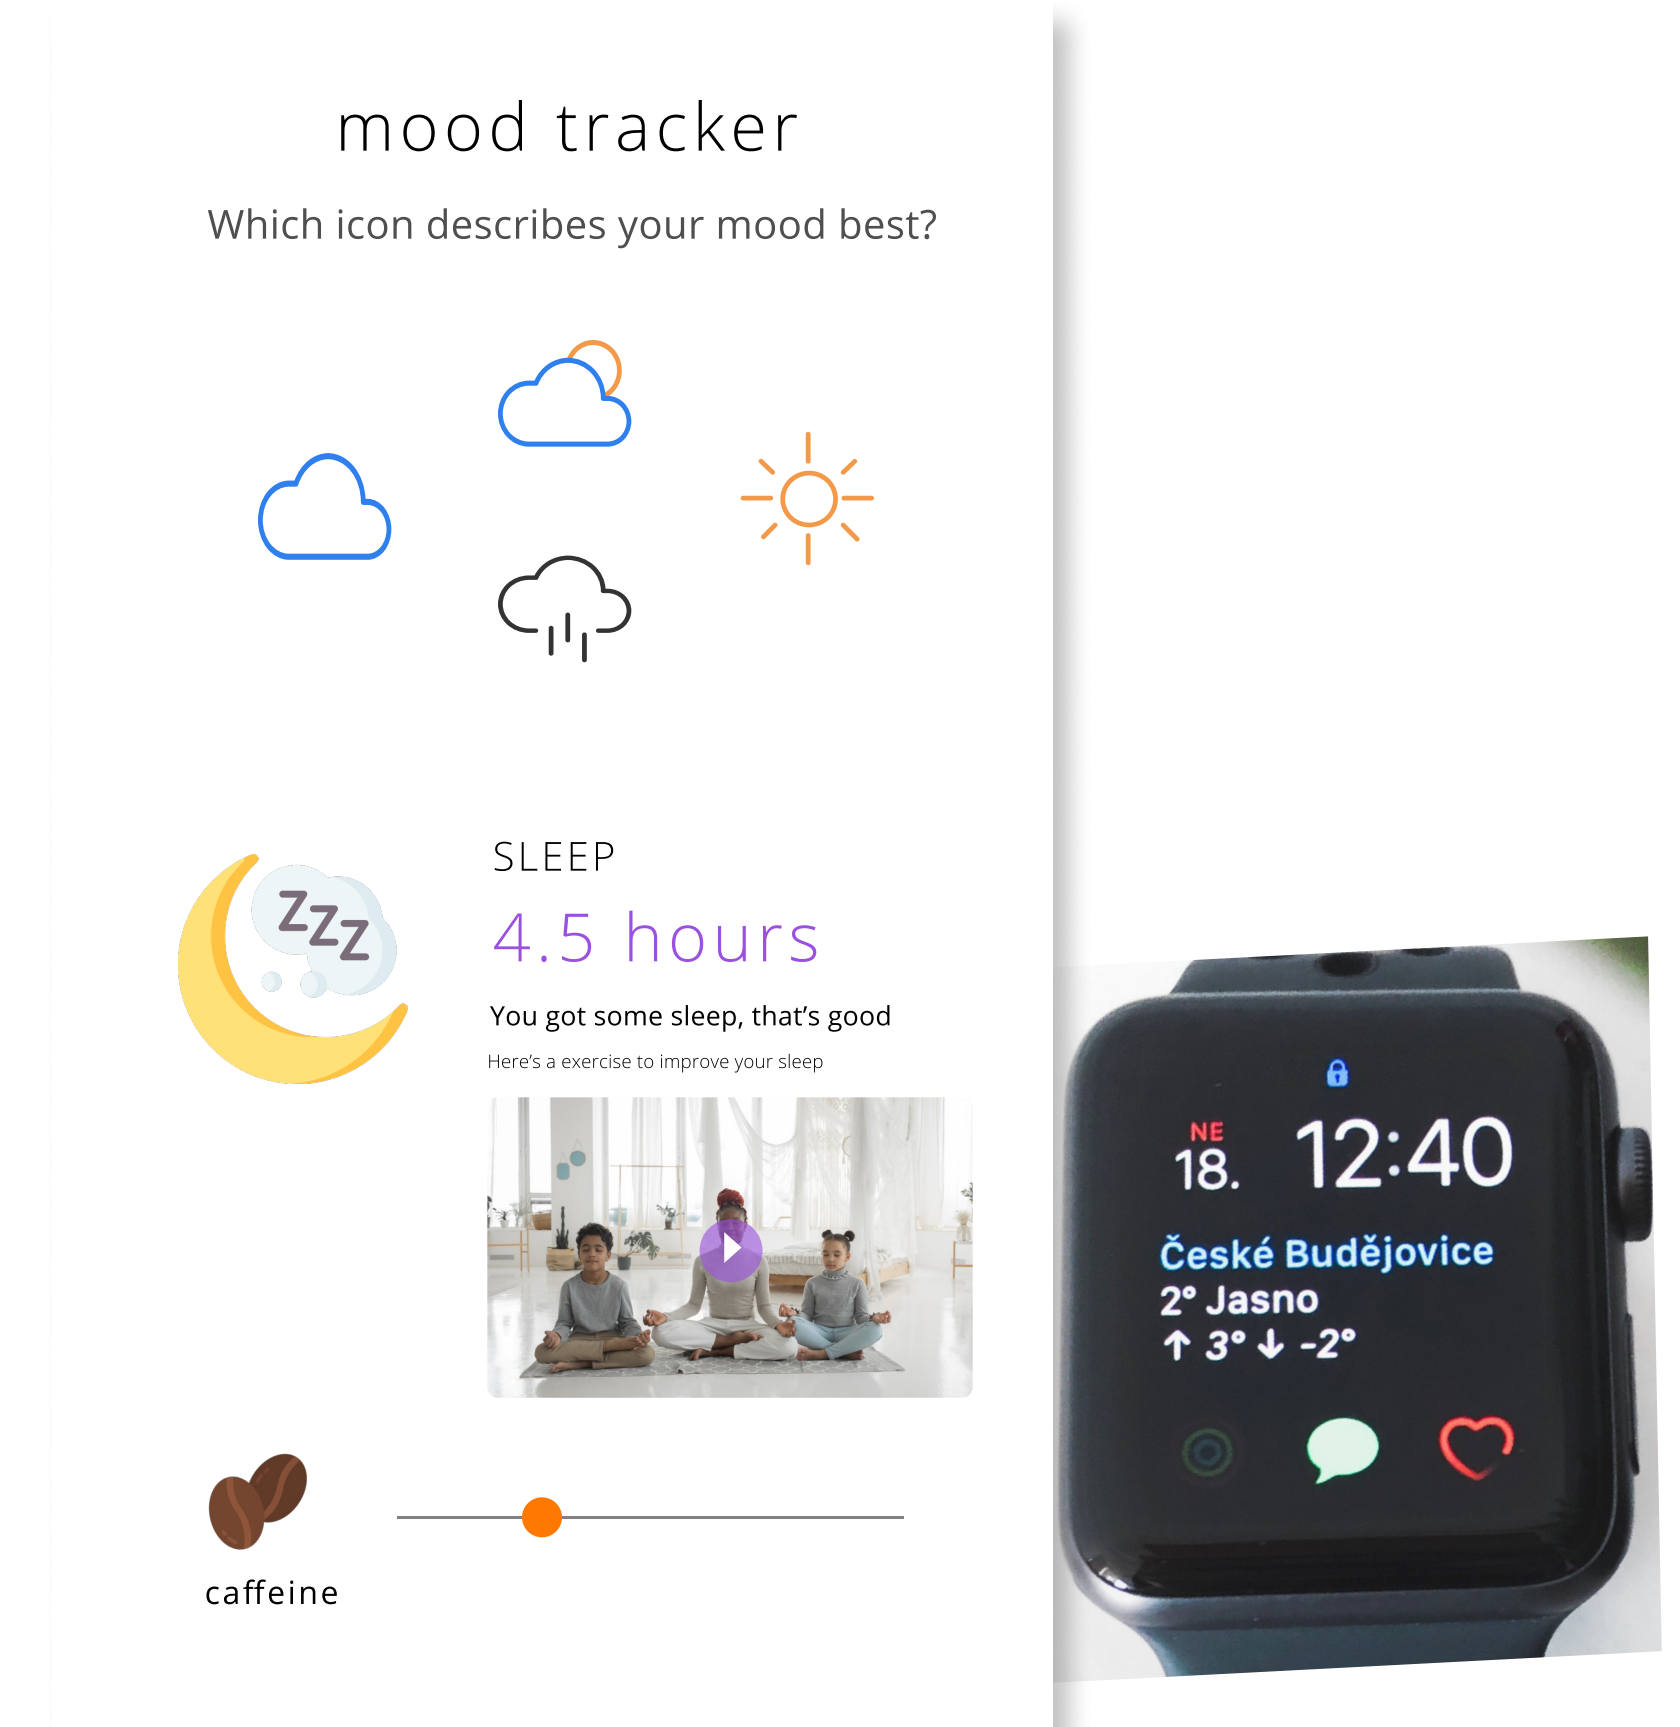 mood tracker
Which icon describes your mood best?
ZZZ
SLEEP
4.5 hours
You got some sleep, that’s good
Here’s a exercise to improve your sleep
caffeine
NE
18.
12:40
České Budějovice
2° Jasno
↑ 3° ↓ -2°